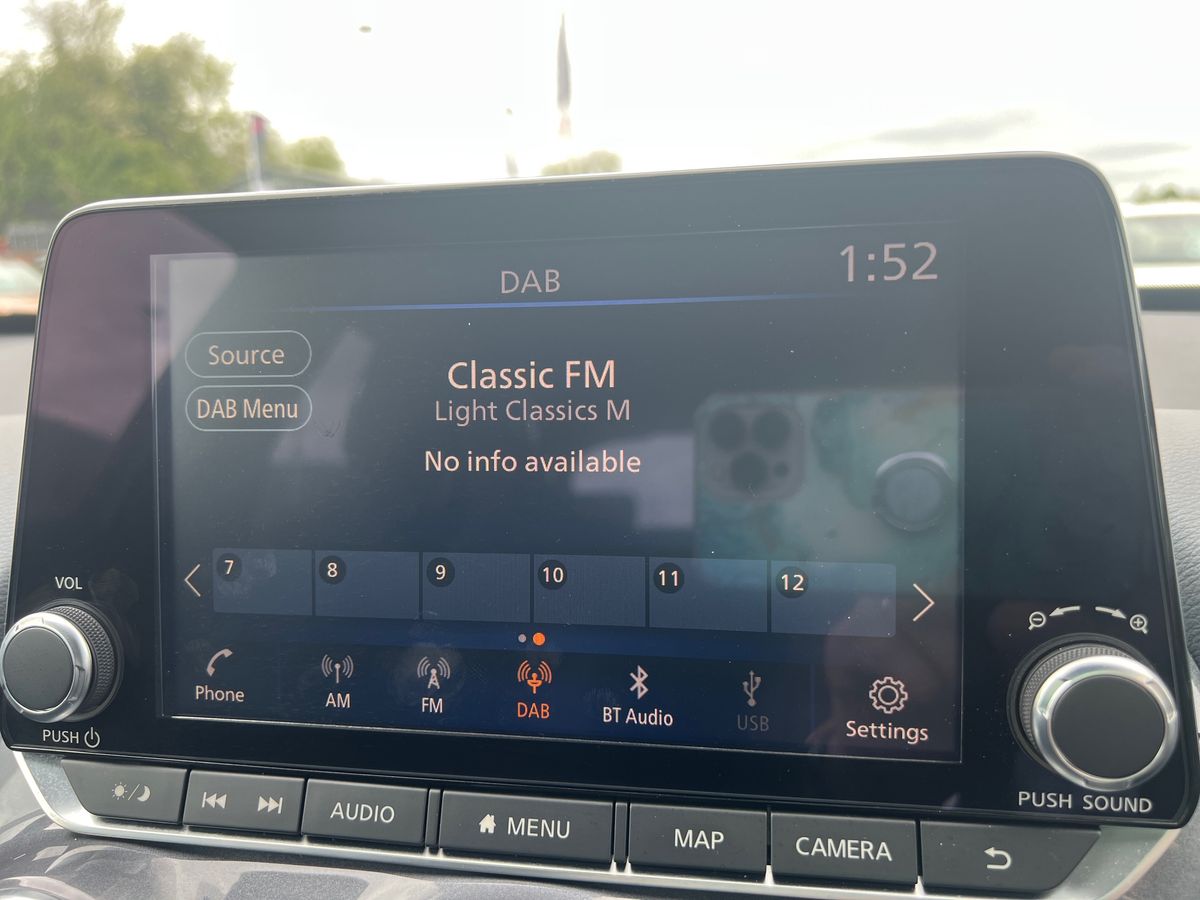 DAB
1:52
Source
Classic FM
Light Classics M
DAB Menu
No info available
7 8 9 10 11 12
VOL
Phone AM FM DAB BT Audio USB Settings
PUSH
PUSH SOUND
AUDIO MENU MAP CAMERA